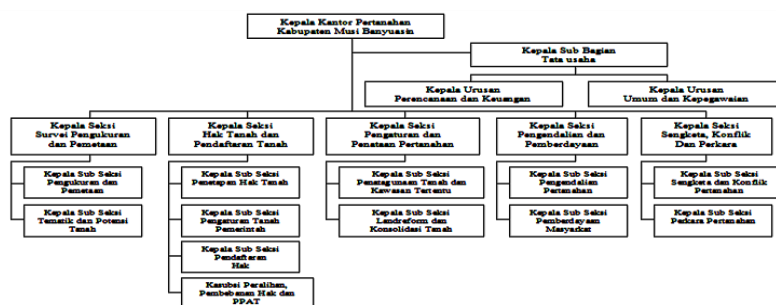 Kepala Kantor Pertanahan
Kabupaten Musi Banyuasin
Kepala Sub Bagian
Tata usaha
Kepala Urusan
Perencanaan dan Keuangan
Kepala Urusan
Umum dan Kepegawaian
Kepala Seksi
Survei Pengukuran
dan Pemetaan
Kepala Seksi
Hak Tanah dan
Pendaftaran Tanah
Kepala Seksi
Pengaturan dan
Penataan Pertanahan
Kepala Seksi
Pengendalian dan
Pemberdayaan
Kepala Seksi
Sengketa, Konflik
Dan Perkara
Kepala Sub Seksi
Pengukuran dan
Pemetaan
Kepala Sub Seksi
Penetapan Hak Tanah
Kepala Sub Seksi
Penatagunaan Tanah dan
Kawasan Tertentu
Kepala Sub Seksi
Pengendalian
Pertanahan
Kepala Sub Seksi
Sengketa dan Konflik
Pertanahan
Kepala Sub Seksi
Tematik dan Potensi
Tanah
Kepala Sub Seksi
Pengaturan Tanah
Pemerintah
Kepala Sub Seksi
Landreform dan
Konsolidasi Tanah
Kepala Sub Seksi
Pemberdayaan
Masyarkat
Kepala Sub Seksi
Perkara Pertanahan
Kepala Sub Seksi
Pendaftaran
Hak
Kasubsi Peralihan,
Pembebanan Hak dan
PPAT